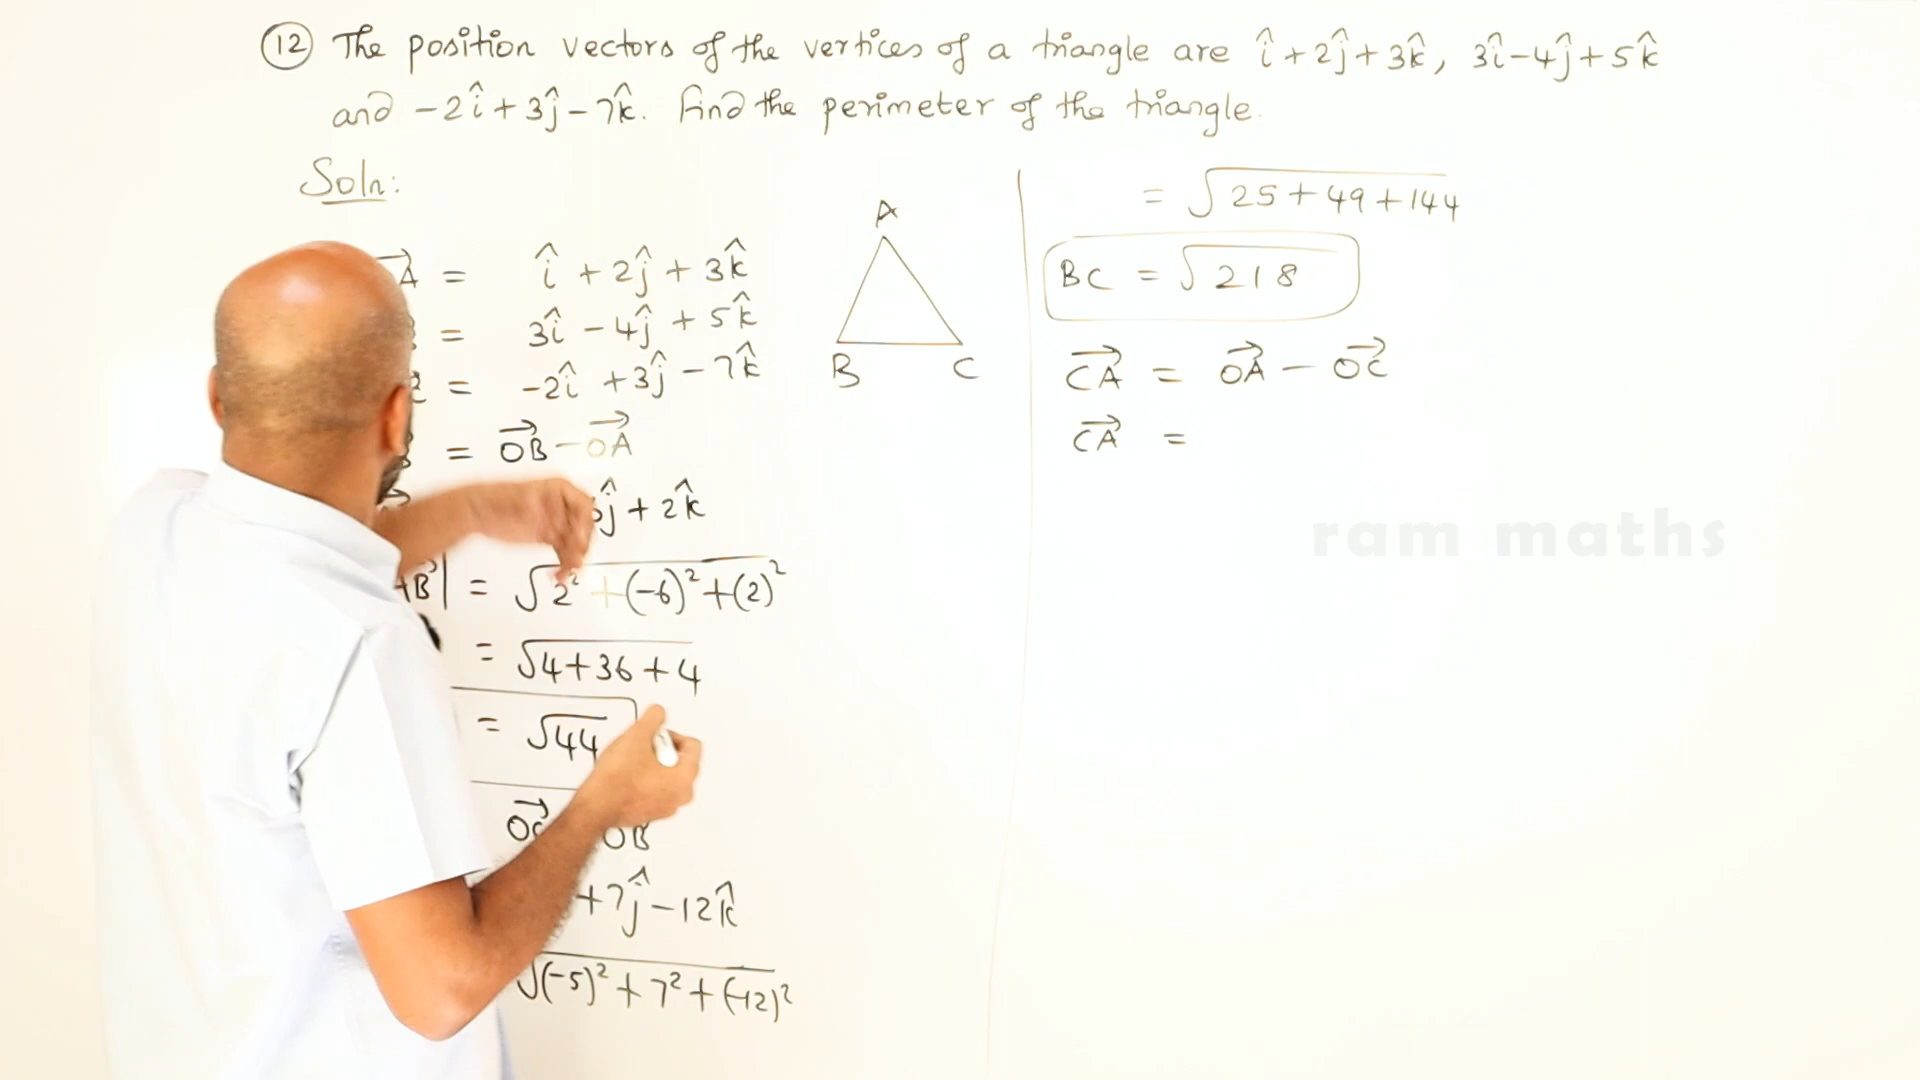 12 The position vectors of the vertices of a triangle are î + 2ĵ + 3k̂, 3î - 4ĵ + 5k̂
and -2î + 3ĵ - 7k̂. Find the perimeter of the triangle.
Soln:
A = î + 2ĵ + 3k̂
= 3î - 4ĵ + 5k̂
= -2î + 3ĵ - 7k̂
= OB - OA
ĵ + 2k̂
AB| = √2² + (-6)² + (2)²
= √4 + 36 + 4
= √44
OC OB
+ 7ĵ - 12k̂
√(-5)² + 7² + (-12)²
A
B C
= √25 + 49 + 144
BC = √218
CA = OA - OC
CA =
ram maths